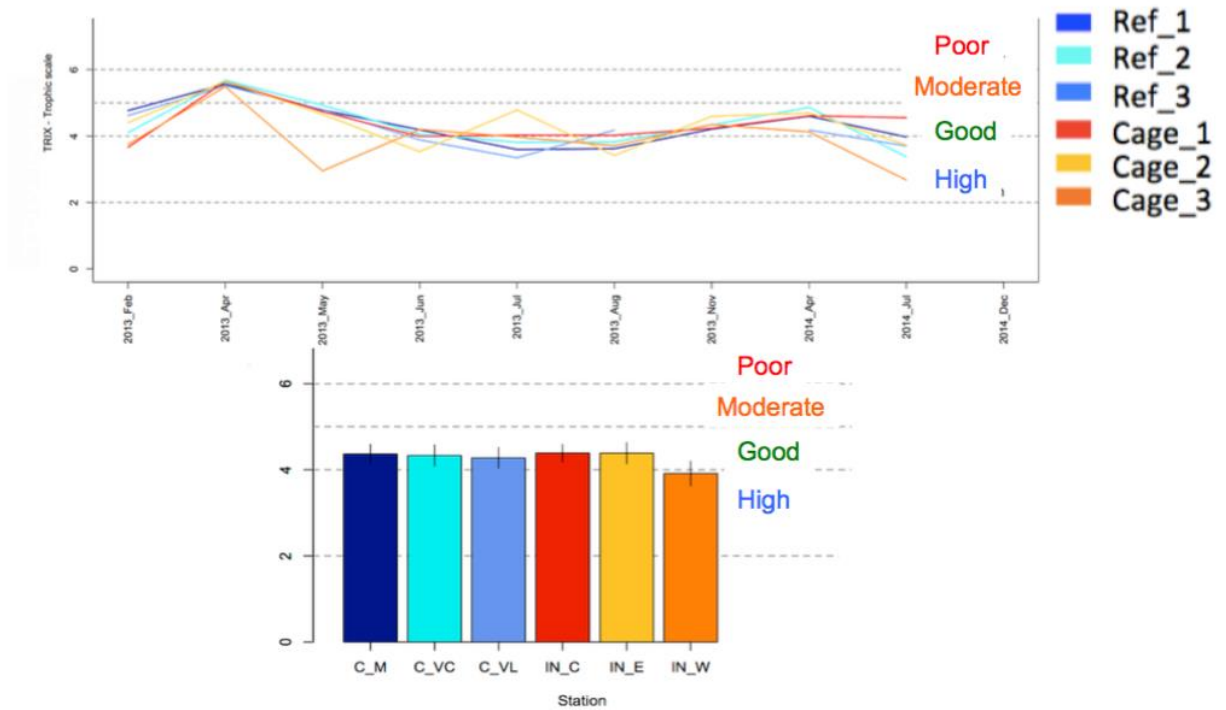 Poor
Moderate
Good
High
TRIX - Trophic scale
6
4
2
0
2013_Feb
2013_Apr
2013_May
2013_Jun
2013_Jul
2013_Aug
2013_Nov
2014_Apr
2014_Jul
2014_Dec
Ref_1
Ref_2
Ref_3
Cage_1
Cage_2
Cage_3
Poor
Moderate
Good
High
6
4
2
0
C_M
C_VC
C_VL
IN_C
IN_E
IN_W
Station